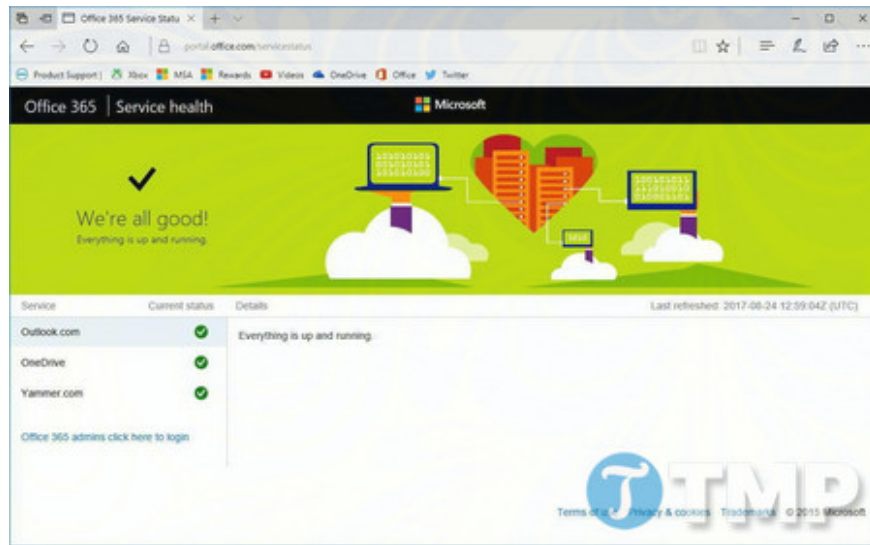 Office 365 Service Statu
portal.office.com/servicestatus
Product Support | Xbox MSA Rewards Videos OneDrive Office Twitter
Office 365 | Service health Microsoft
We're all good!
Everything is up and running.
Service Current status Details Last refreshed: 2017-08-24 12:59:04Z (UTC)
Outlook.com Everything is up and running.
OneDrive
Yammer.com
Office 365 admins click here to login
TMP
Terms of Privacy & cookies Trademarks © 2015 Microsoft